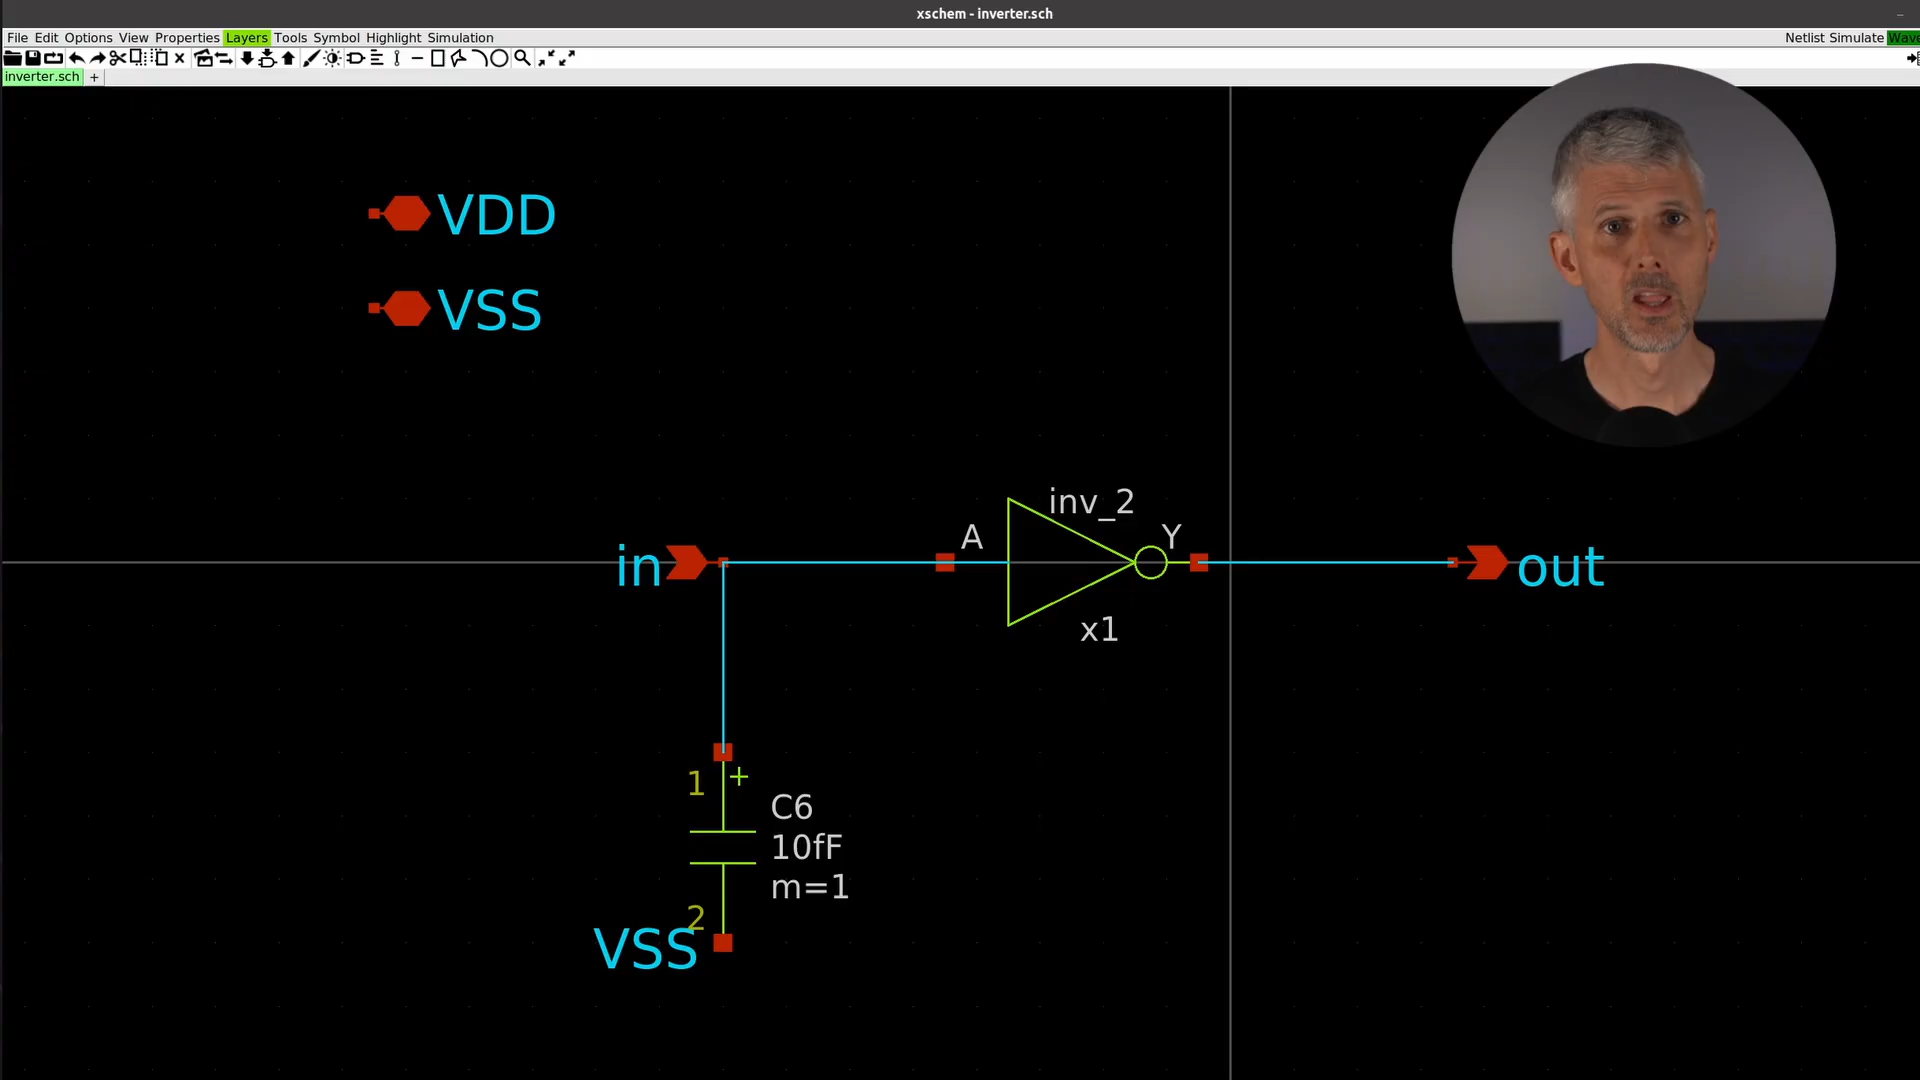 xschem - inverter.sch
File Edit Options View Properties Layers Tools Symbol Highlight Simulation
Netlist Simulate
inverter.sch +
VDD
VSS
inv_2
A
Y
in
out
x1
1
+
C6
10fF
m=1
2
VSS